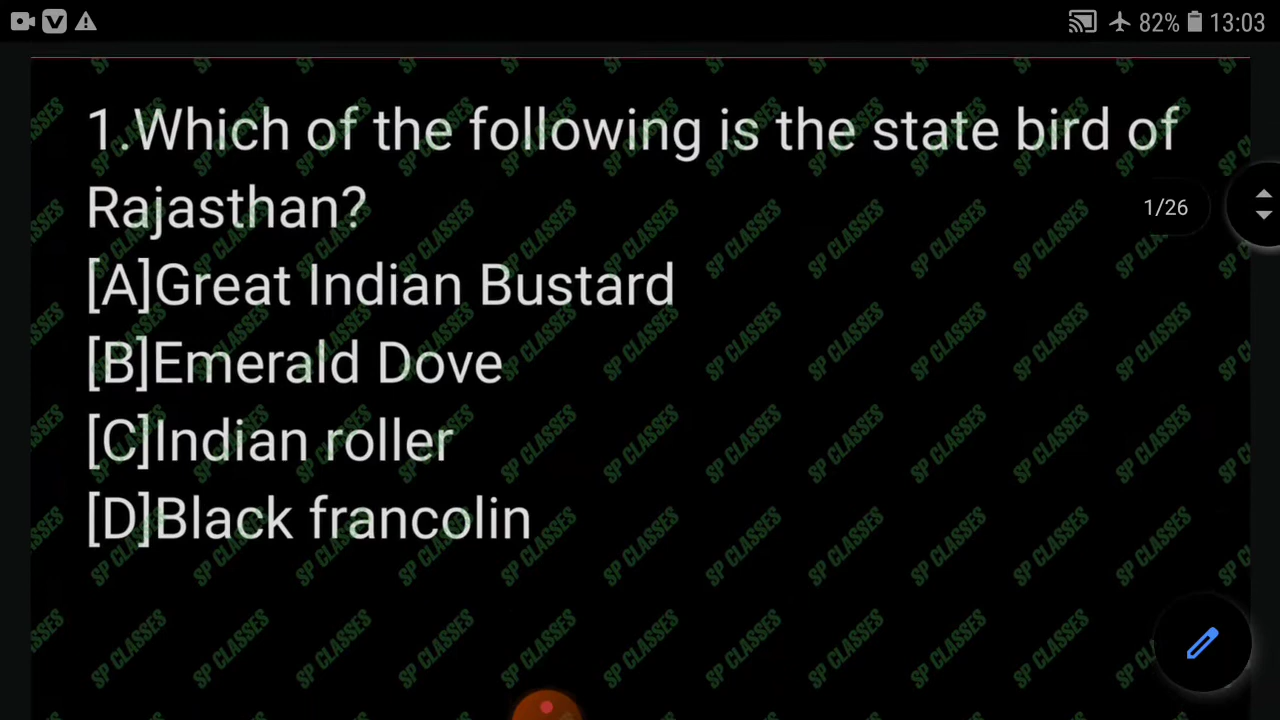 82% 13:03
1.Which of the following is the state bird of
Rajasthan?
1/26
[A]Great Indian Bustard
[B]Emerald Dove
[C]Indian roller
[D]Black francolin
SP CLASSES